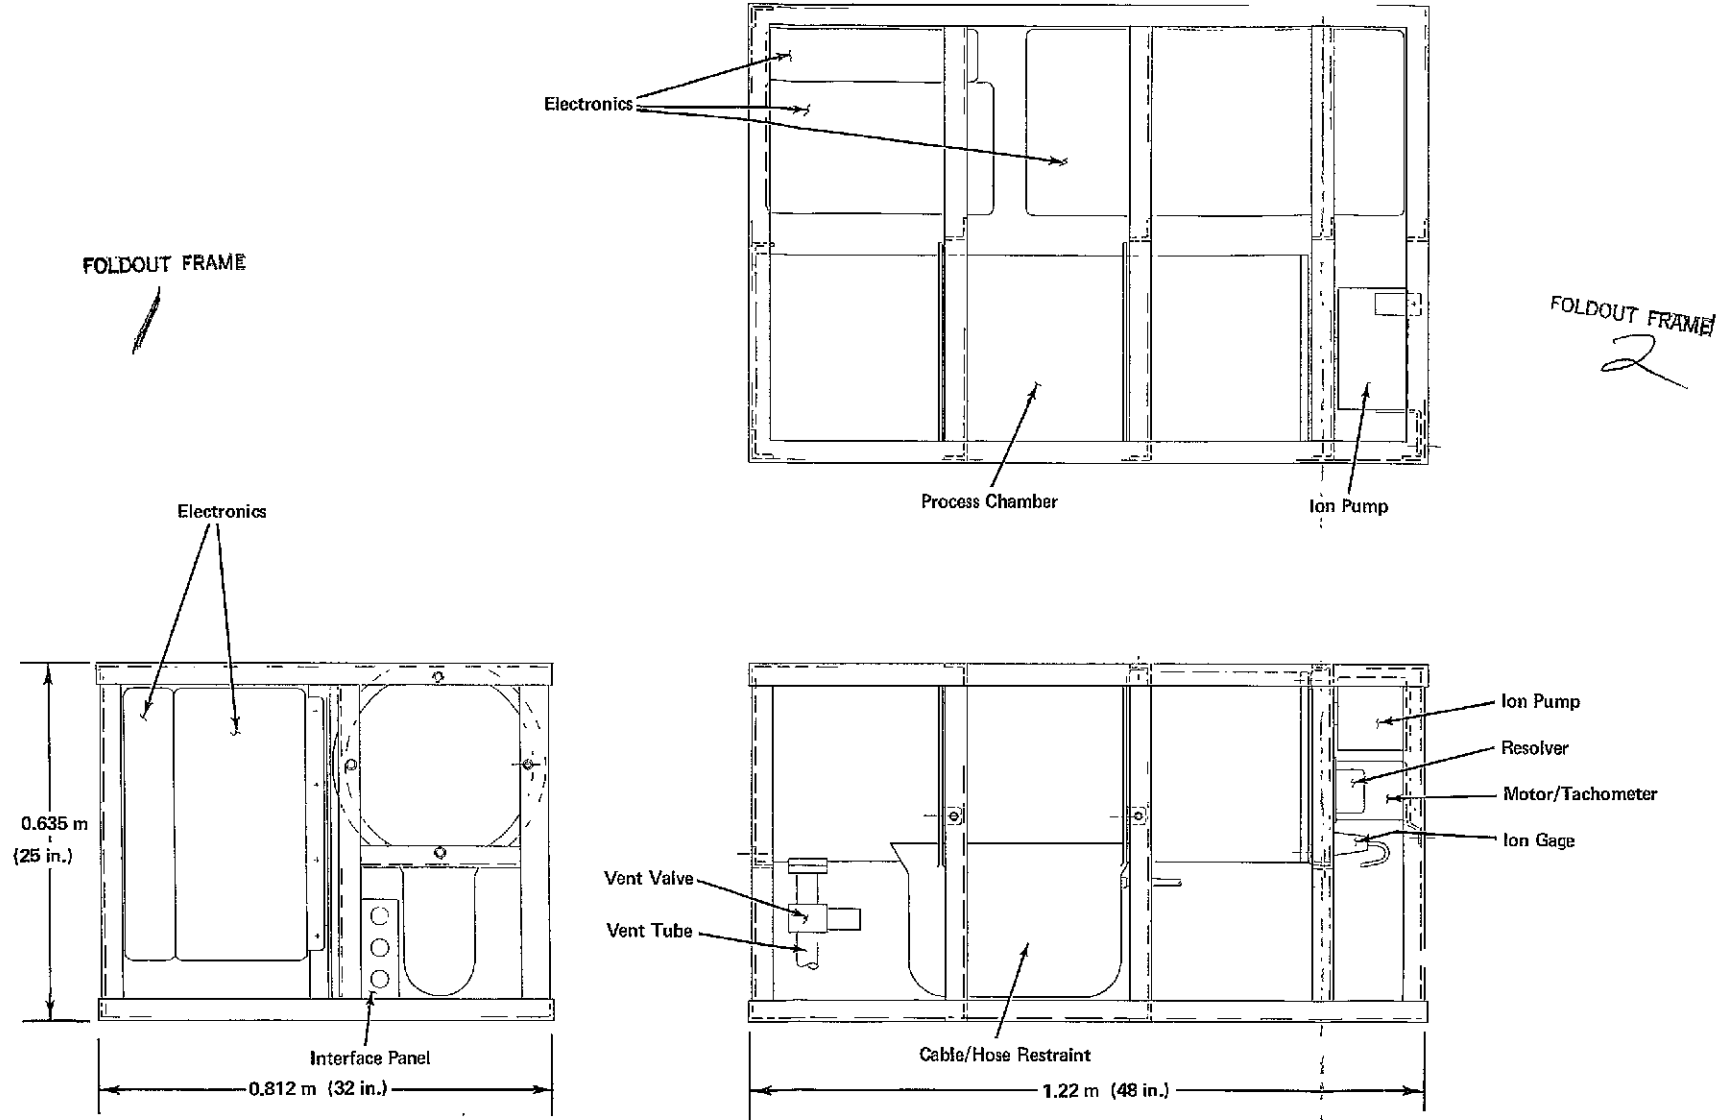 Electronics
FOLDOUT FRAME
1
FOLDOUT FRAME
2
Process Chamber
Ion Pump
Electronics
0.635 m
(25 in.)
Interface Panel
0.812 m (32 in.)
Ion Pump
Resolver
Motor/Tachometer
Ion Gage
Vent Valve
Vent Tube
Cable/Hose Restraint
1.22 m (48 in.)